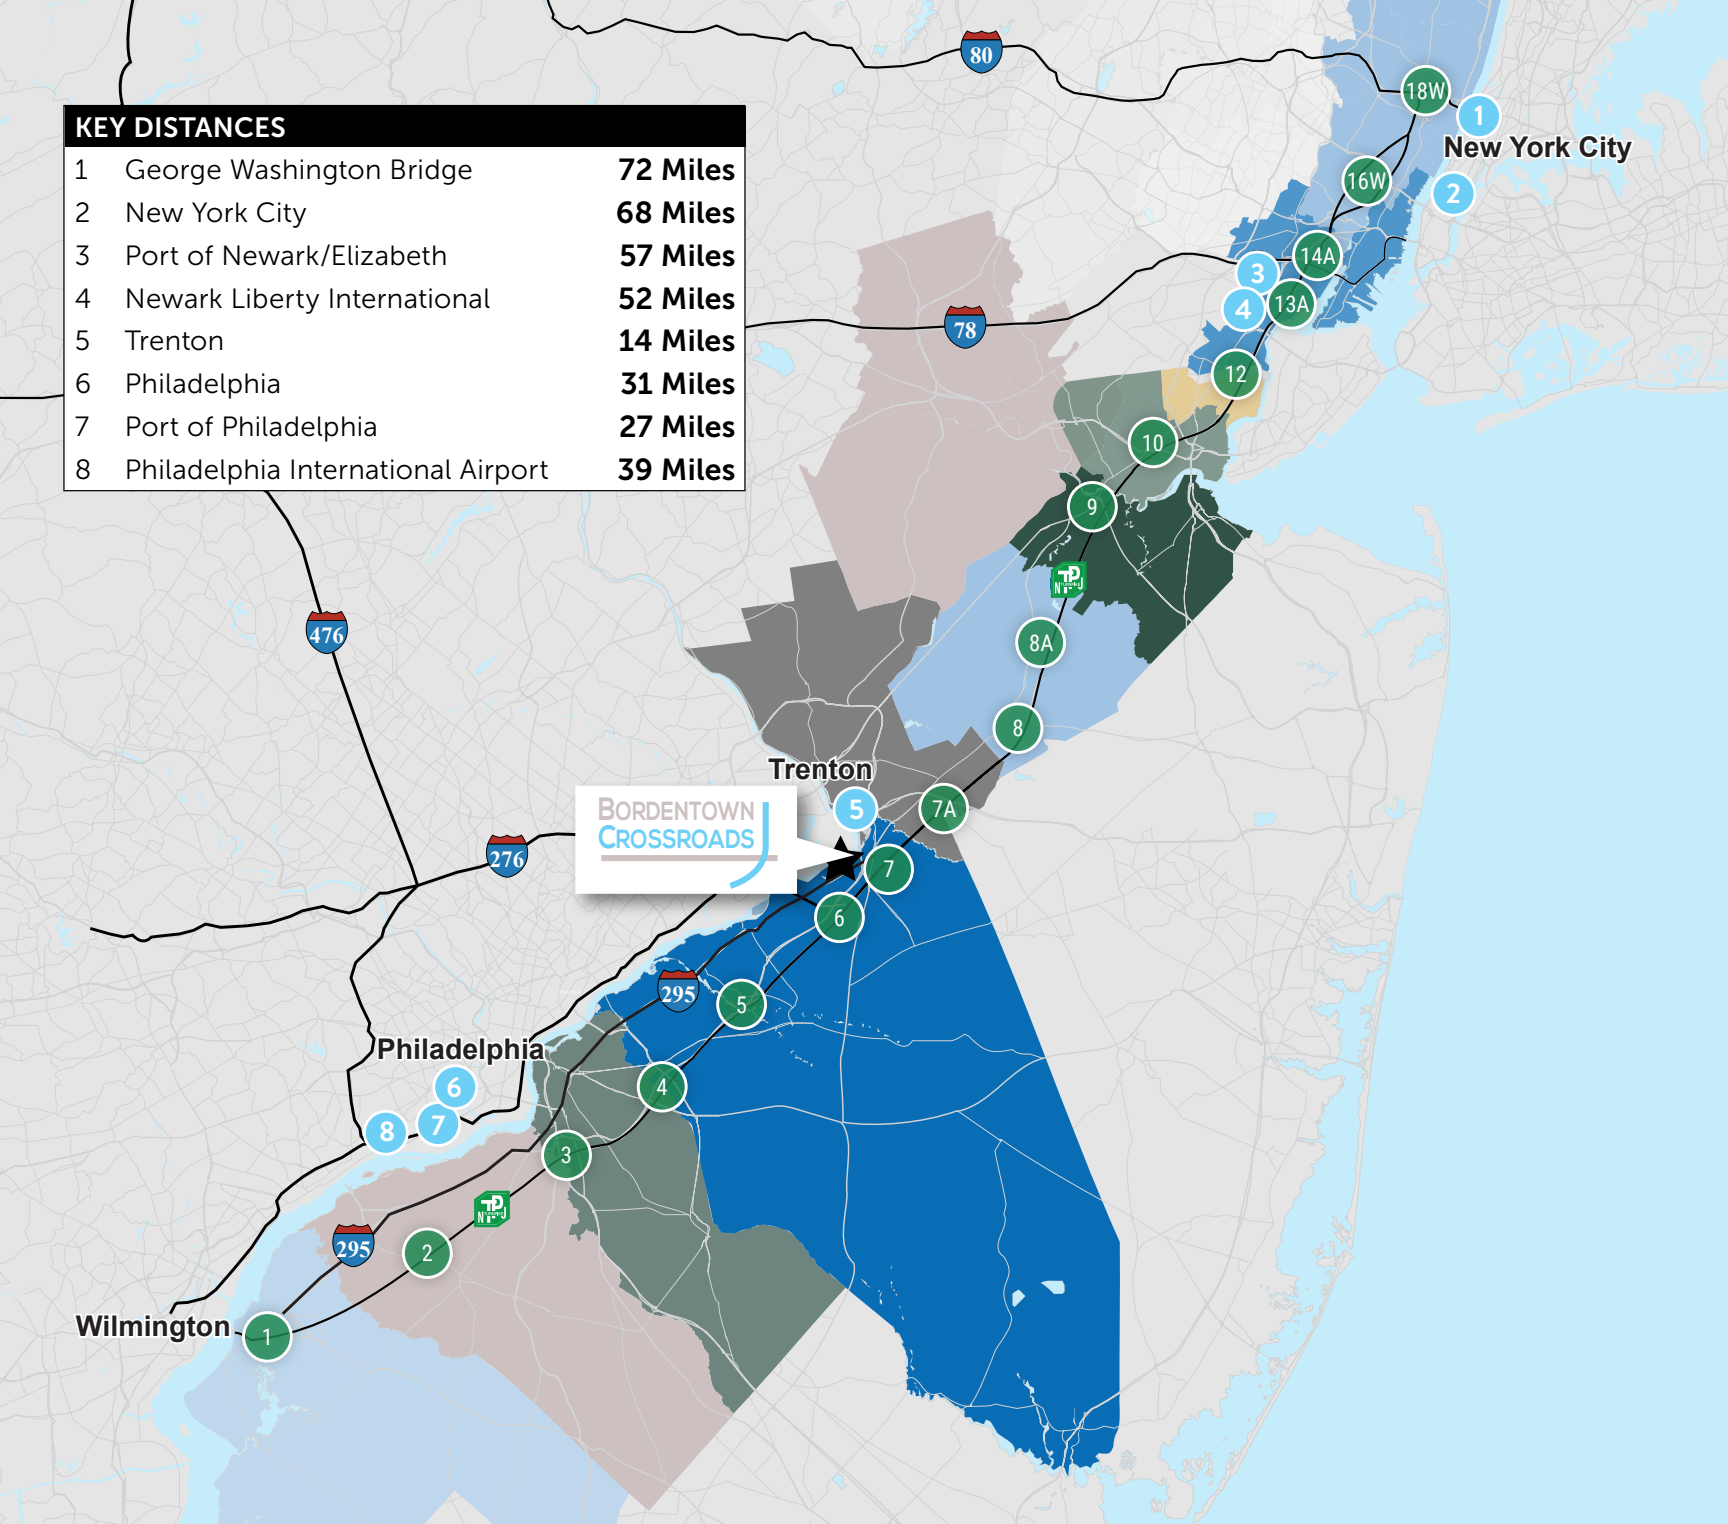 80
18W
1
New York City
KEY DISTANCES
1 George Washington Bridge 72 Miles
2 New York City 68 Miles
3 Port of Newark/Elizabeth 57 Miles
4 Newark Liberty International 52 Miles
5 Trenton 14 Miles
6 Philadelphia 31 Miles
7 Port of Philadelphia 27 Miles
8 Philadelphia International Airport 39 Miles
16W
2
14A
3
4
13A
78
12
10
9
N TP J
TURNPIKE
476
8A
8
Trenton
5
7A
BORDENTOWN
CROSSROADS
276
7
6
295
5
Philadelphia
6
4
8
7
3
N TP J
TURNPIKE
295
2
Wilmington
1